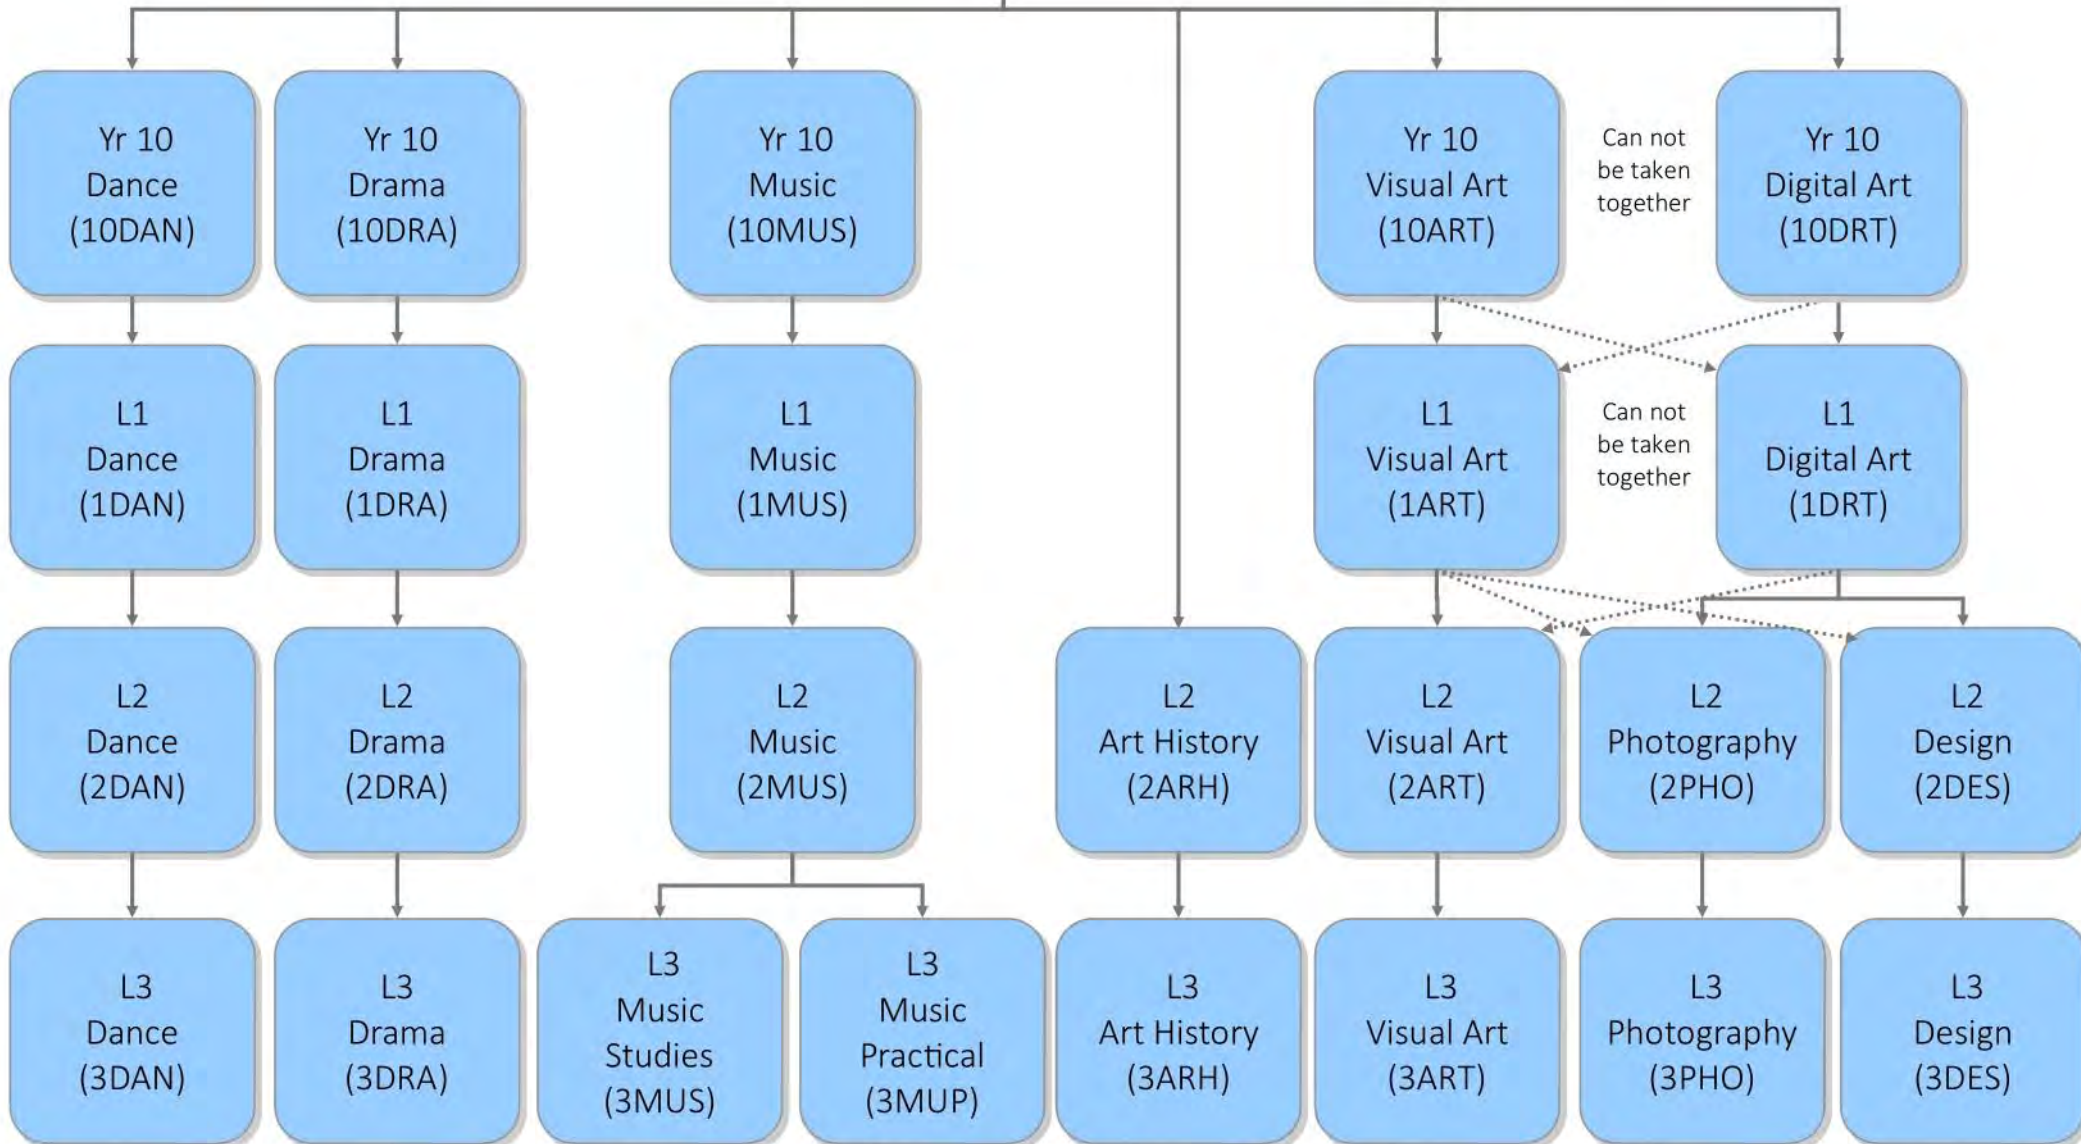 Yr 10
Dance
(10DAN)
Yr 10
Drama
(10DRA)
Yr 10
Music
(10MUS)
Yr 10
Visual Art
(10ART)
Can not
be taken
together
Yr 10
Digital Art
(10DRT)
L1
Dance
(1DAN)
L1
Drama
(1DRA)
L1
Music
(1MUS)
L1
Visual Art
(1ART)
Can not
be taken
together
L1
Digital Art
(1DRT)
L2
Dance
(2DAN)
L2
Drama
(2DRA)
L2
Music
(2MUS)
L2
Art History
(2ARH)
L2
Visual Art
(2ART)
L2
Photography
(2PHO)
L2
Design
(2DES)
L3
Dance
(3DAN)
L3
Drama
(3DRA)
L3
Music
Studies
(3MUS)
L3
Music
Practical
(3MUP)
L3
Art History
(3ARH)
L3
Visual Art
(3ART)
L3
Photography
(3PHO)
L3
Design
(3DES)